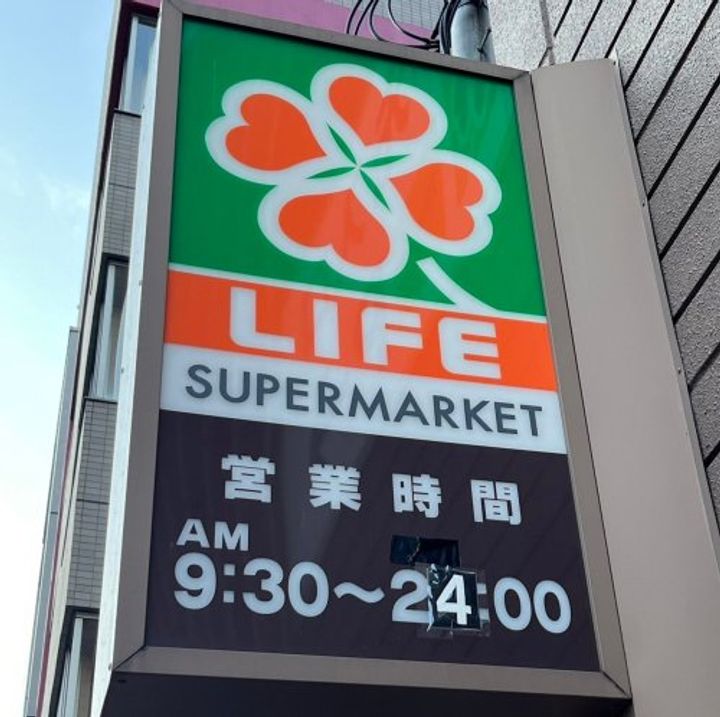 LIFE
SUPERMARKET
営業時間
AM
9:30～24:00